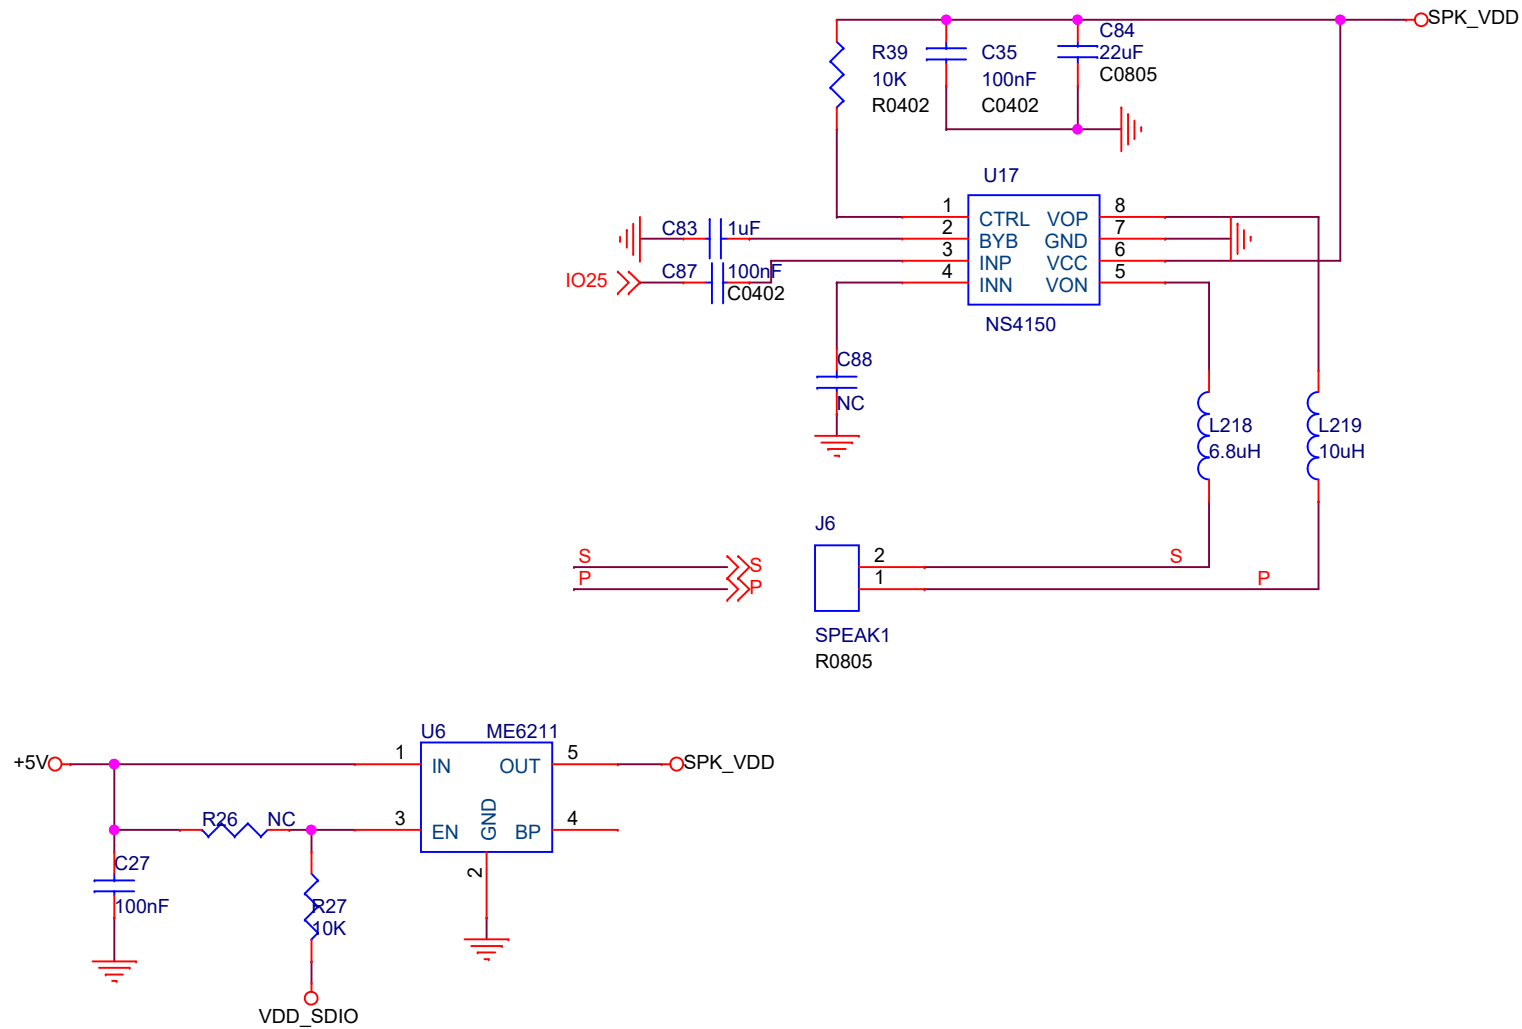 SPK_VDD
C84
R39
C35
22uF
10K
100nF
C0805
R0402
C0402
U17
1
CTRL
VOP
8
C83
1uF
2
BYB
GND
7
3
INP
VCC
6
IO25
C87
100nF
4
INN
VON
5
C0402
NS4150
C88
NC
L218
L219
6.8uH
10uH
J6
S
S
2
S
P
P
1
P
SPEAK1
R0805
U6
ME6211
+5V
1
IN
OUT
5
SPK_VDD
R26
NC
3
EN
GND
BP
4
C27
2
100nF
R27
10K
VDD_SDIO